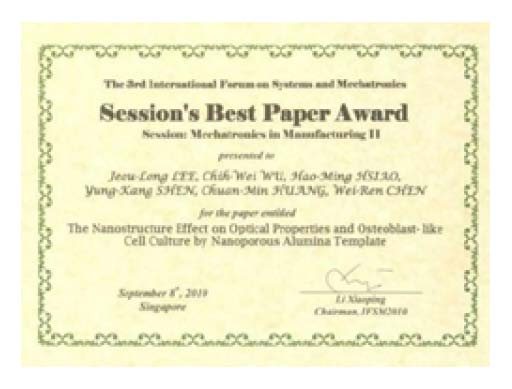 The 3rd International Forum on Systems and Mechatronics
Session's Best Paper Award
Session: Mechatronics in Manufacturing II
presented to
Jeou-Long LEE, Chih-Wei WU, Hao-Ming HSIAO,
Yung-Kang SHEN, Chuan-Min HUANG, Wei-Ren CHEN
for the paper entitled
The Nanostructure Effect on Optical Properties and Osteoblast-like
Cell Culture by Nanoporous Alumina Template
September 8, 2010
Singapore
Li Xiaoping
Chairman, IFSM2010